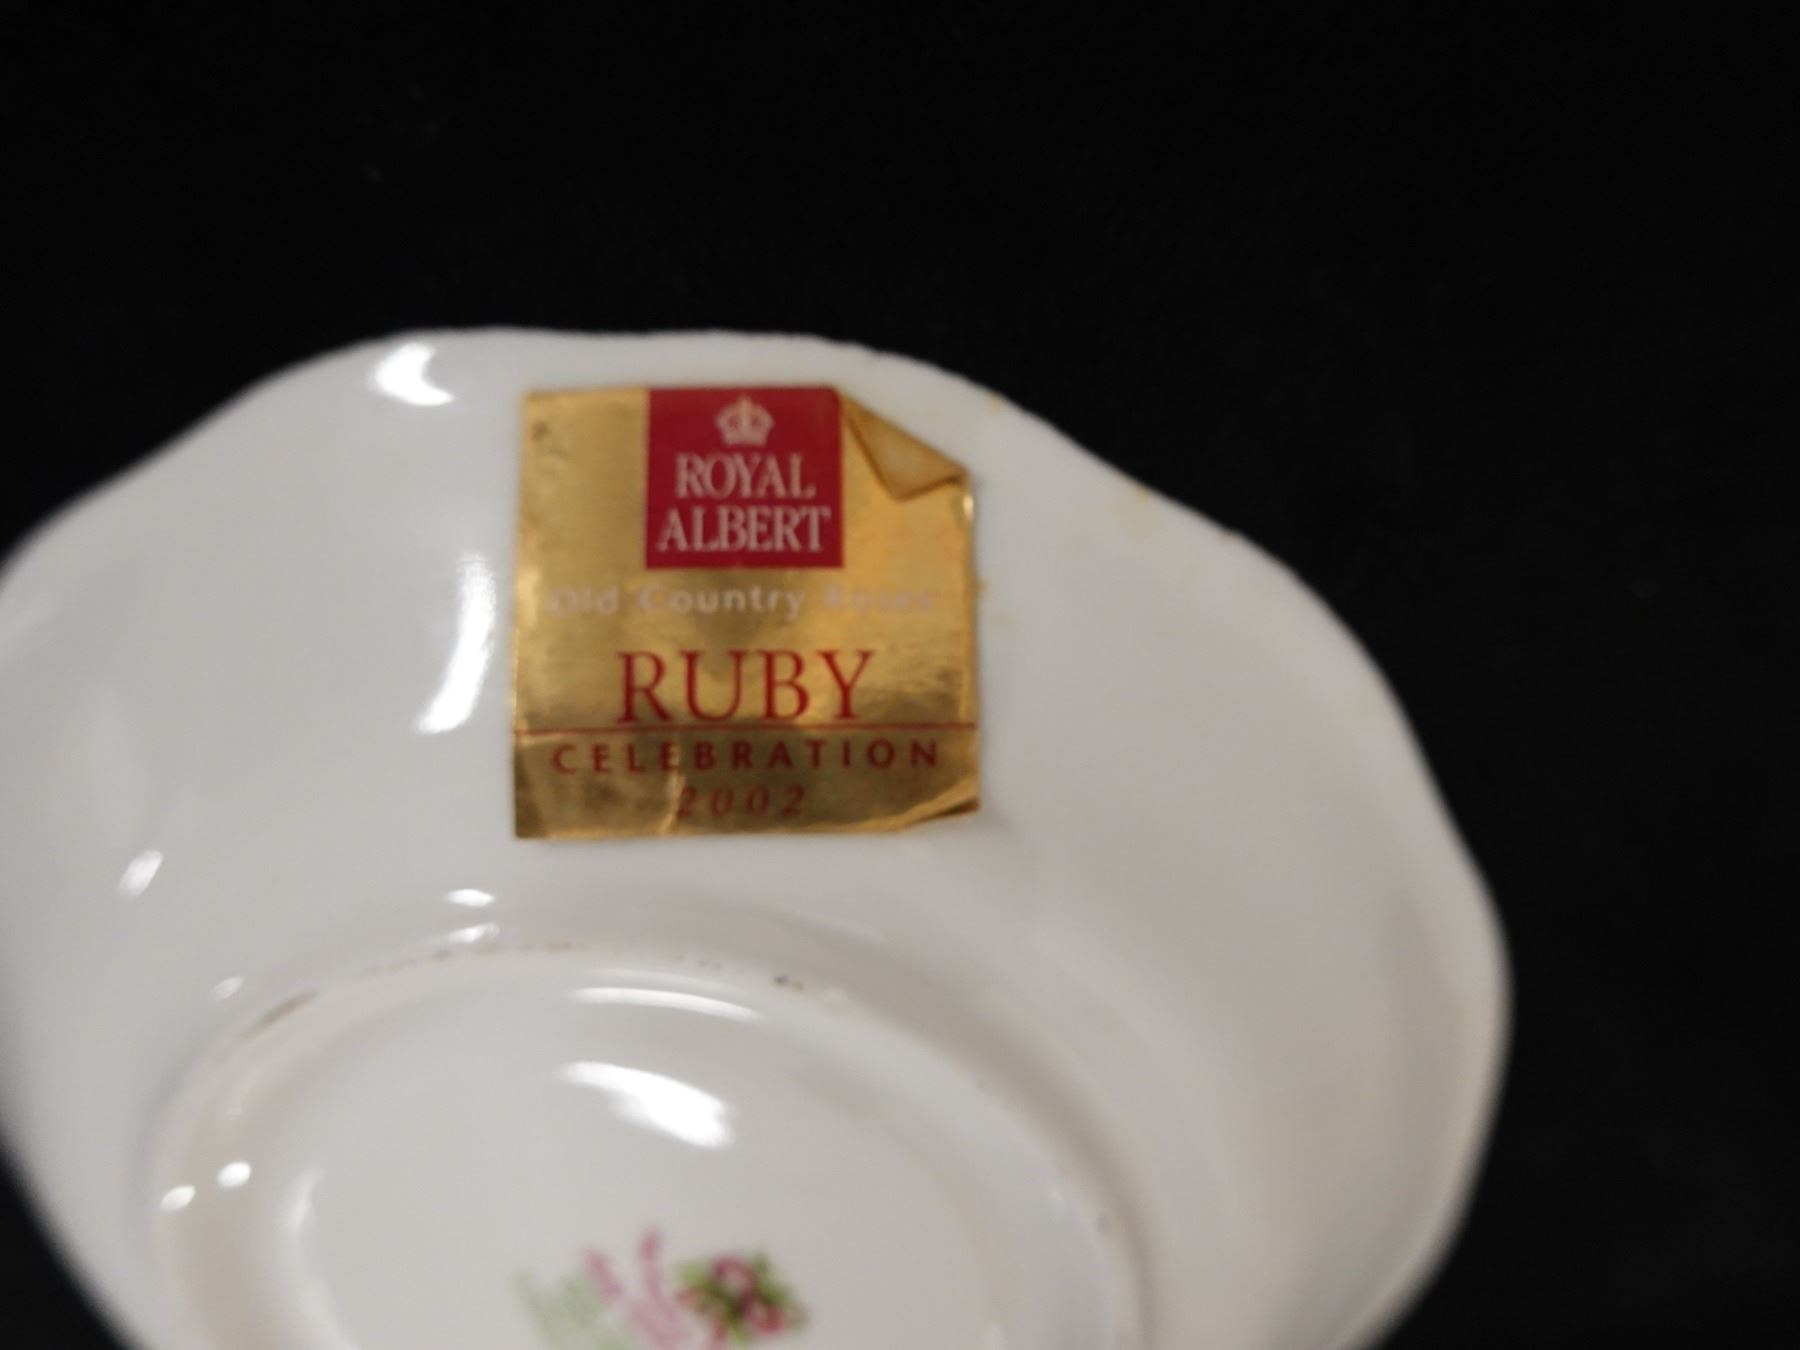 ROYAL
ALBERT
Old Country Roses
RUBY
CELEBRATION
2002